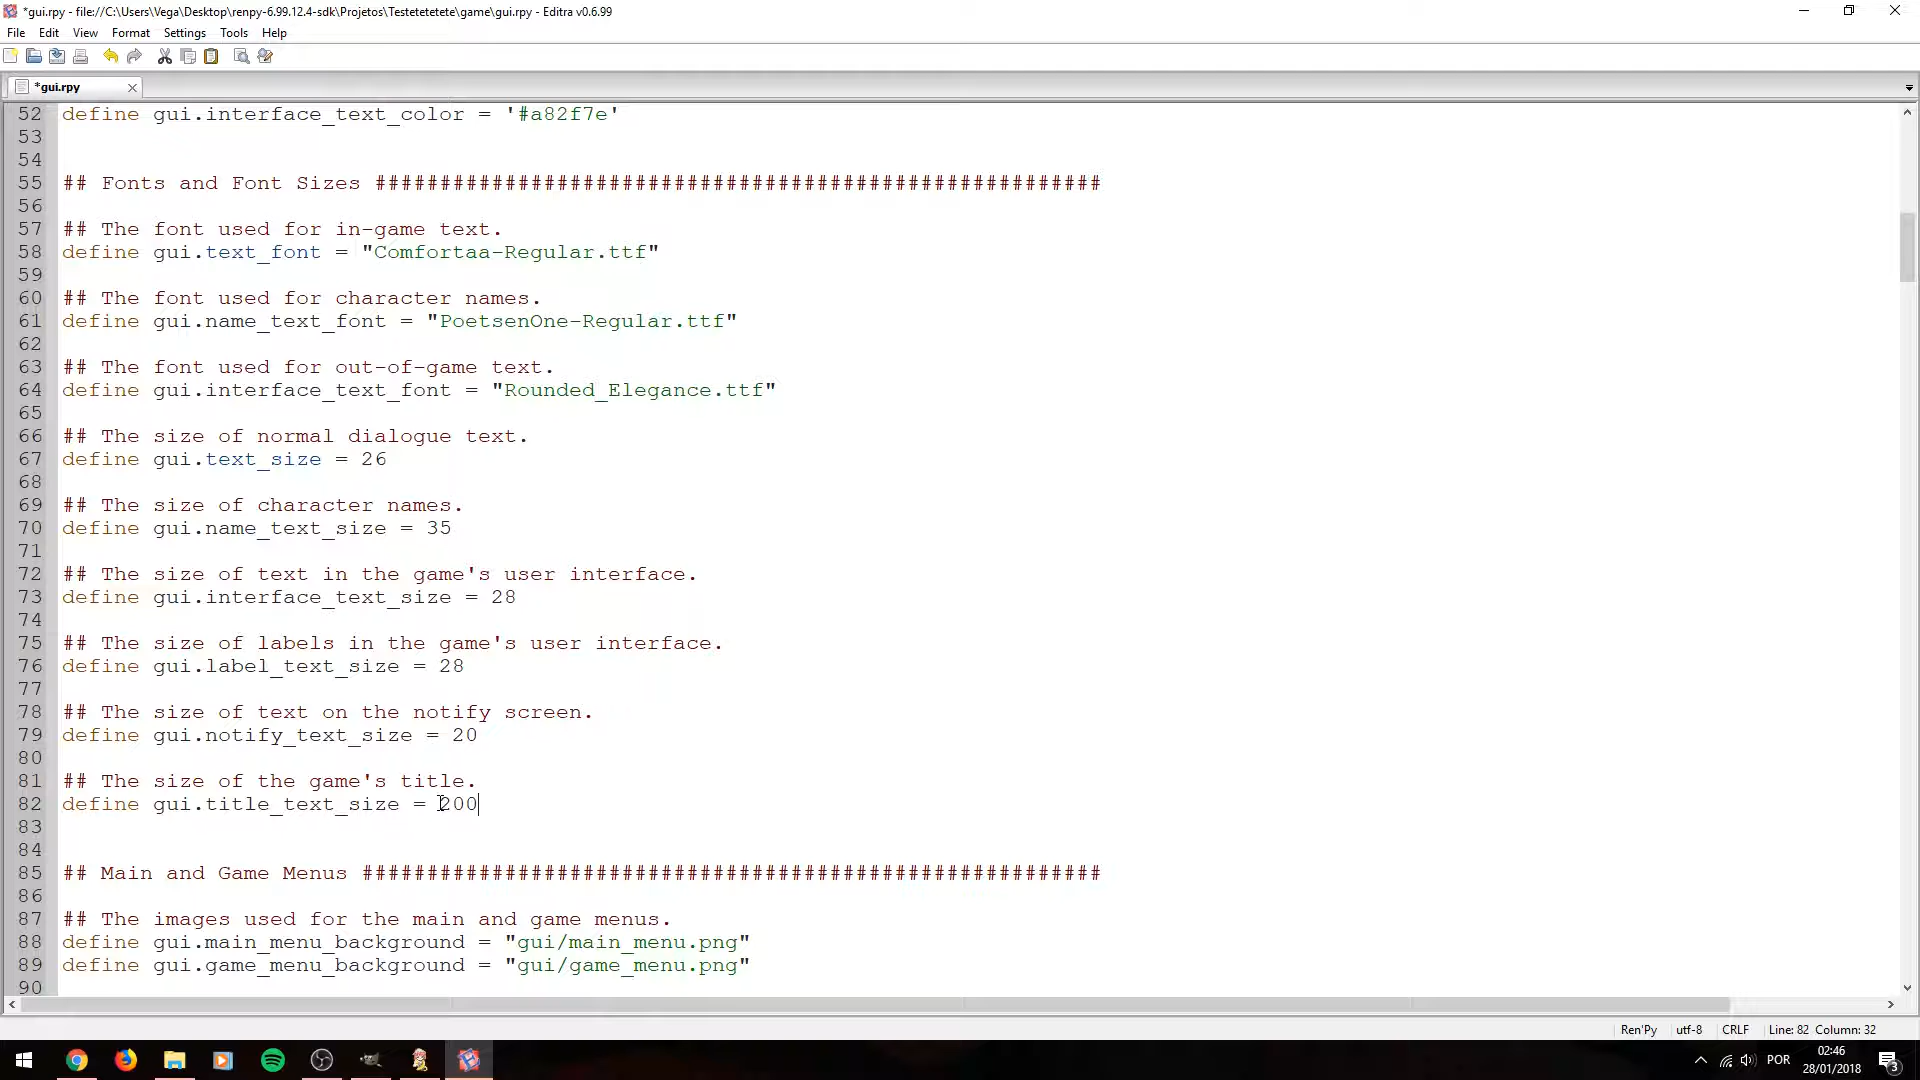 *gui.rpy - file://C:\Users\Vega\Desktop\renpy-6.99.12.4-sdk\Projetos\Testetetetete\game\gui.rpy - Editra v0.6.99
File Edit View Format Settings Tools Help
*gui.rpy
52 define gui.interface_text_color = '#a82f7e'
53
54
55 ## Fonts and Font Sizes ########################################################
56
57 ## The font used for in-game text.
58 define gui.text_font = "Comfortaa-Regular.ttf"
59
60 ## The font used for character names.
61 define gui.name_text_font = "PoetsenOne-Regular.ttf"
62
63 ## The font used for out-of-game text.
64 define gui.interface_text_font = "Rounded_Elegance.ttf"
65
66 ## The size of normal dialogue text.
67 define gui.text_size = 26
68
69 ## The size of character names.
70 define gui.name_text_size = 35
71
72 ## The size of text in the game's user interface.
73 define gui.interface_text_size = 28
74
75 ## The size of labels in the game's user interface.
76 define gui.label_text_size = 28
77
78 ## The size of text on the notify screen.
79 define gui.notify_text_size = 20
80
81 ## The size of the game's title.
82 define gui.title_text_size = 200
83
84
85 ## Main and Game Menus #########################################################
86
87 ## The images used for the main and game menus.
88 define gui.main_menu_background = "gui/main_menu.png"
89 define gui.game_menu_background = "gui/game_menu.png"
90
Ren'Py utf-8 CRLF Line: 82 Column: 32
POR 02:46
28/01/2018 3